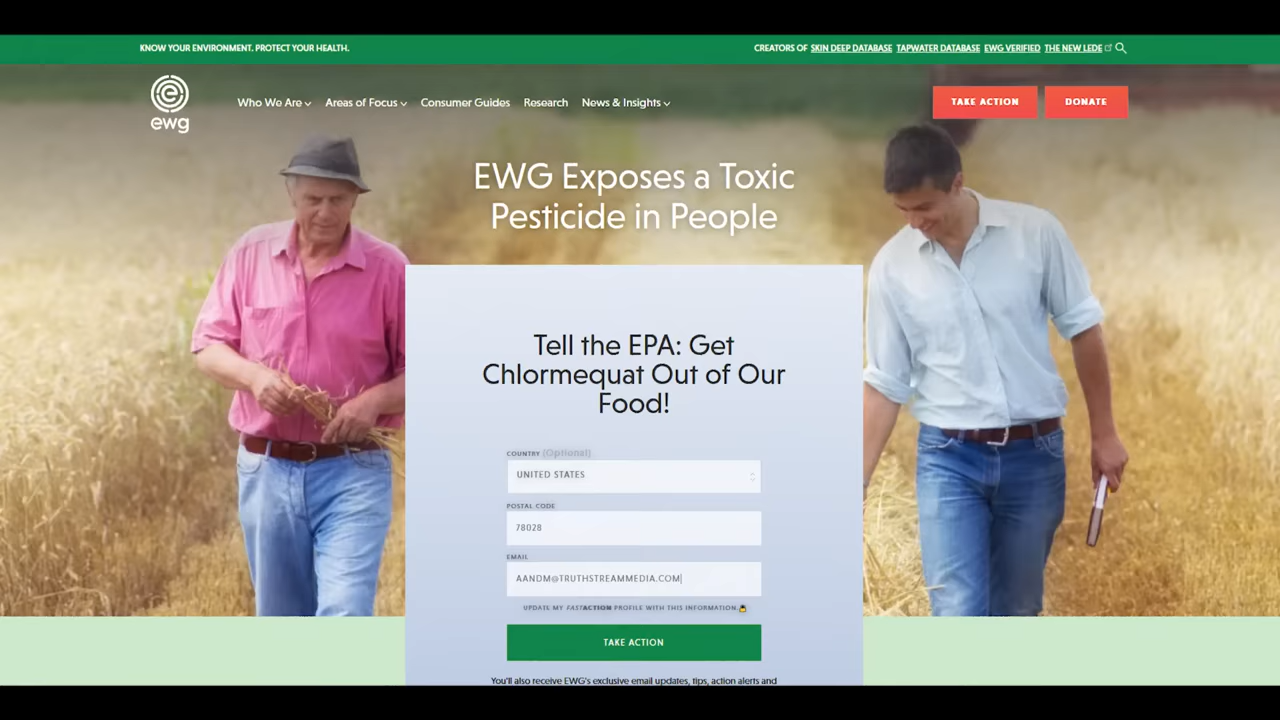 KNOW YOUR ENVIRONMENT. PROTECT YOUR HEALTH.
CREATORS OF SKIN DEEP DATABASE TAPWATER DATABASE EWG VERIFIED THE NEW LEDE
ewg
Who We Are
Areas of Focus
Consumer Guides
Research
News & Insights
TAKE ACTION
DONATE
EWG Exposes a Toxic
Pesticide in People
Tell the EPA: Get
Chlormequat Out of Our
Food!
COUNTRY (Optional)
UNITED STATES
POSTAL CODE
78028
EMAIL
AANDM@TRUTHSTREAMMEDIA.COM
UPDATE MY FASTACTION PROFILE WITH THIS INFORMATION.
TAKE ACTION
You'll also receive EWG's exclusive email updates, tips, action alerts and